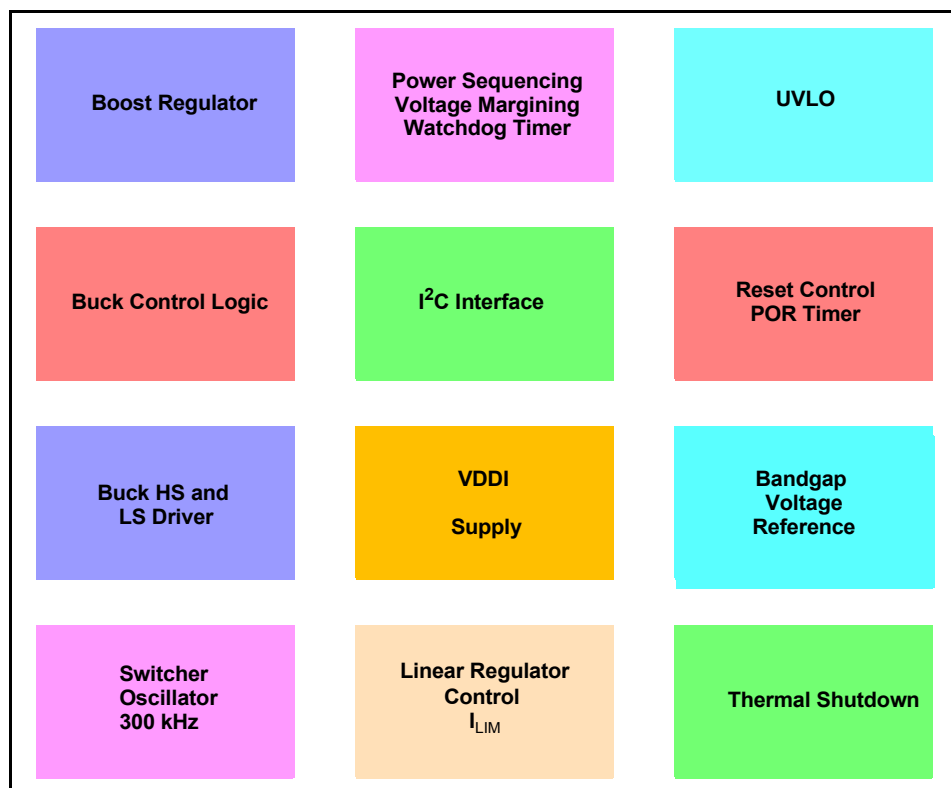 Boost Regulator
Power Sequencing
Voltage Margining
Watchdog Timer
UVLO
Buck Control Logic
I²C Interface
Reset Control
POR Timer
Buck HS and
LS Driver
VDDI
Supply
Bandgap
Voltage
Reference
Switcher
Oscillator
300 kHz
Linear Regulator
Control
I_LIM
Thermal Shutdown